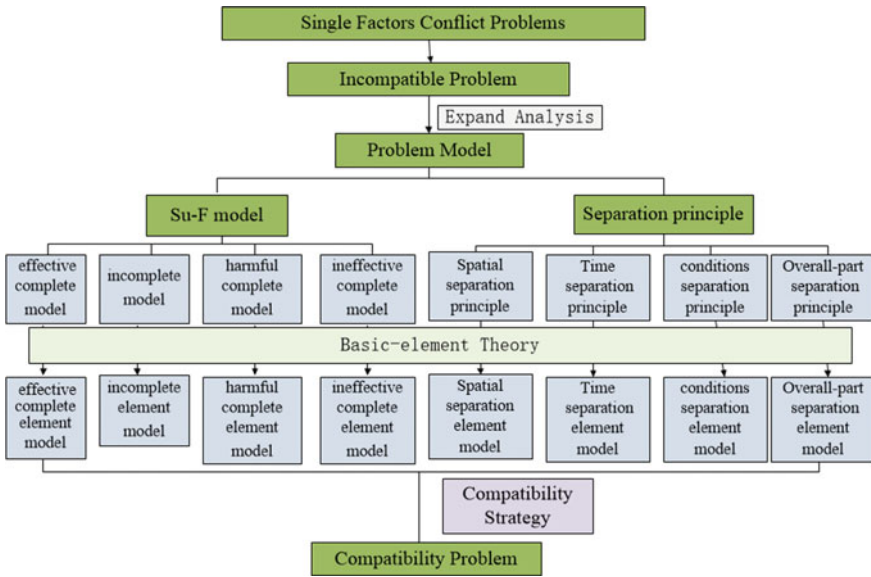 Single Factors Conflict Problems
Incompatible Problem
Expand Analysis
Problem Model
Su-F model
Separation principle
effective
complete
model
incomplete
model
harmful
complete
model
ineffective
complete
model
Spatial
separation
principle
Time
separation
principle
conditions
separation
principle
Overall-part
separation
principle
Basic-element Theory
effective
complete
element
model
incomplete
element
model
harmful
complete
element
model
ineffective
complete
element
model
Spatial
separation
element
model
Time
separation
element
model
conditions
separation
element
model
Overall-part
separation
element
model
Compatibility
Strategy
Compatibility Problem